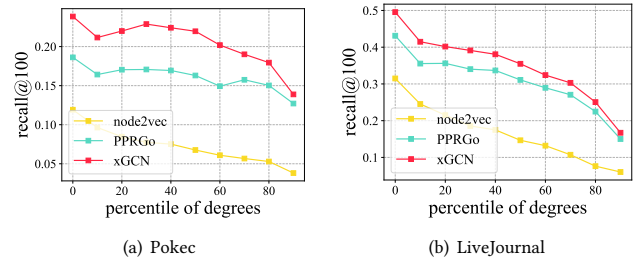 recall@100
0.20
0.15
0.10
0.05
node2vec
PPRGo
xGCN
0 20 40 60 80
percentile of degrees
(a) Pokec
recall@100
0.5
0.4
0.3
0.2
0.1
node2vec
PPRGo
xGCN
0 20 40 60 80
percentile of degrees
(b) LiveJournal